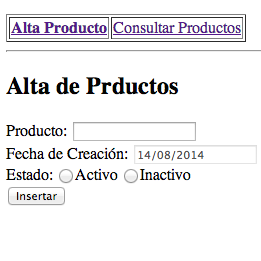 Alta Producto Consultar Productos
Alta de Prductos
Producto:
Fecha de Creación: 14/08/2014
Estado: Activo Inactivo
Insertar